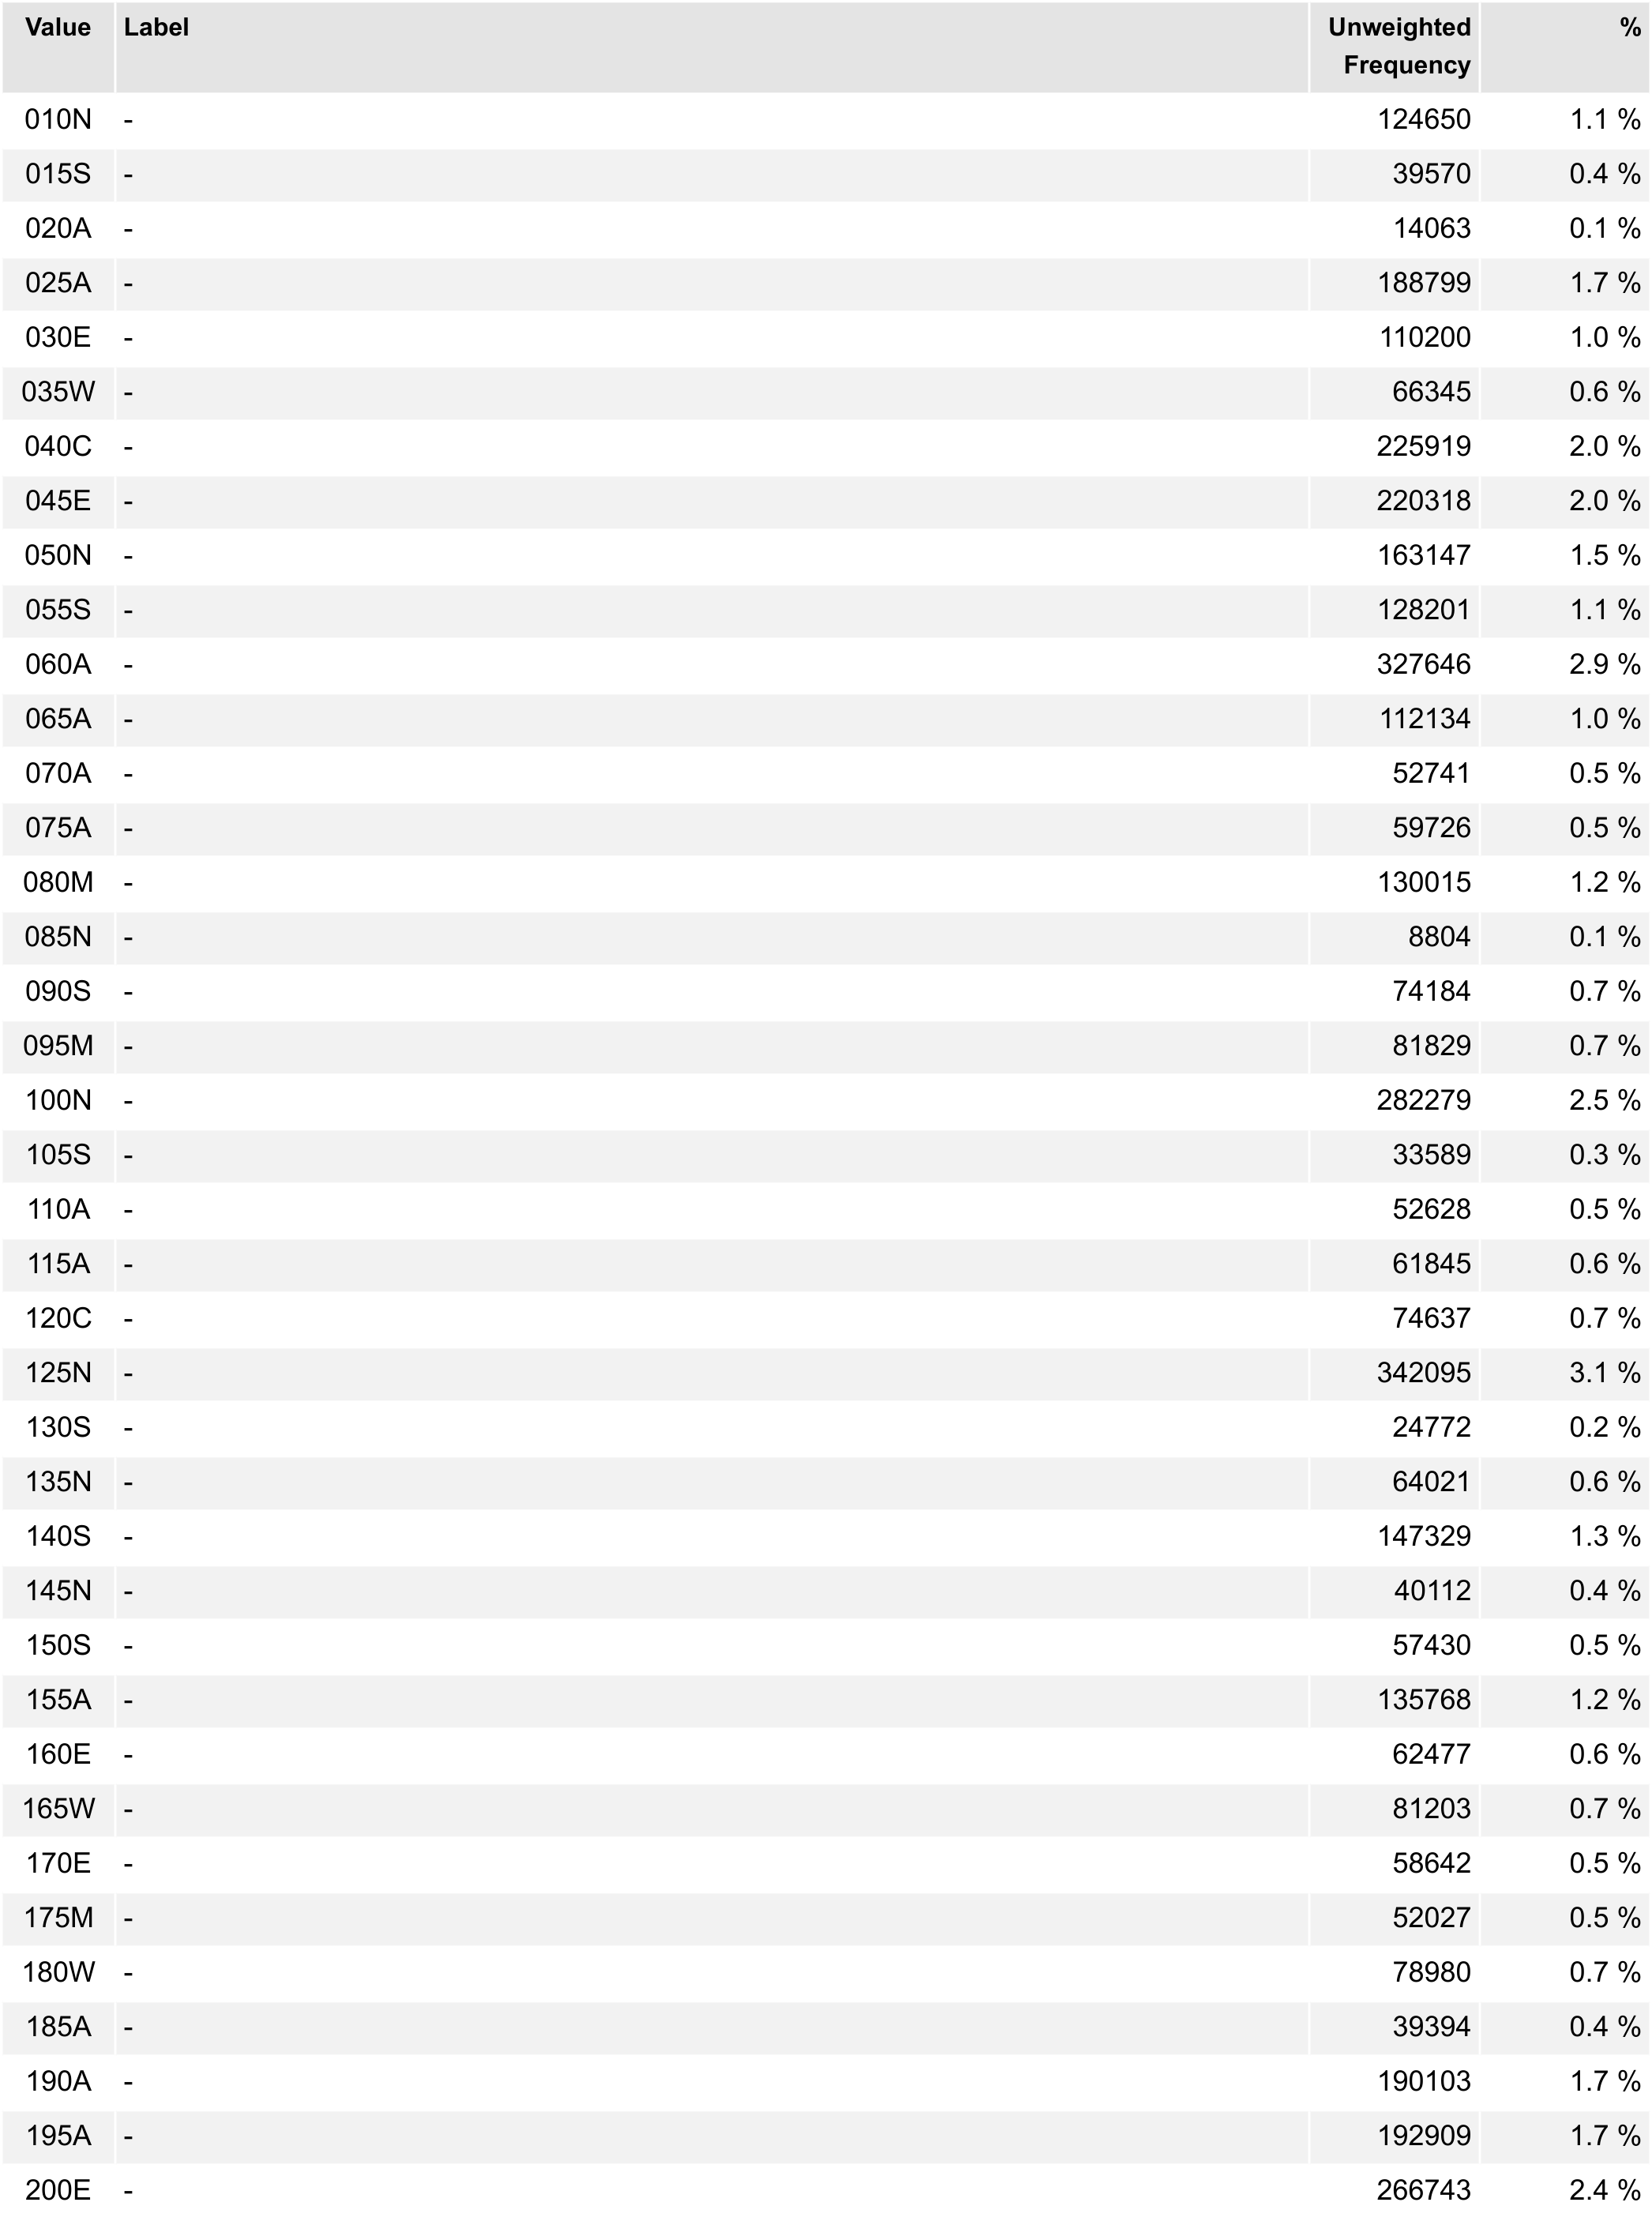 Value Label Unweighted Frequency %
010N - 124650 1.1 %
015S - 39570 0.4 %
020A - 14063 0.1 %
025A - 188799 1.7 %
030E - 110200 1.0 %
035W - 66345 0.6 %
040C - 225919 2.0 %
045E - 220318 2.0 %
050N - 163147 1.5 %
055S - 128201 1.1 %
060A - 327646 2.9 %
065A - 112134 1.0 %
070A - 52741 0.5 %
075A - 59726 0.5 %
080M - 130015 1.2 %
085N - 8804 0.1 %
090S - 74184 0.7 %
095M - 81829 0.7 %
100N - 282279 2.5 %
105S - 33589 0.3 %
110A - 52628 0.5 %
115A - 61845 0.6 %
120C - 74637 0.7 %
125N - 342095 3.1 %
130S - 24772 0.2 %
135N - 64021 0.6 %
140S - 147329 1.3 %
145N - 40112 0.4 %
150S - 57430 0.5 %
155A - 135768 1.2 %
160E - 62477 0.6 %
165W - 81203 0.7 %
170E - 58642 0.5 %
175M - 52027 0.5 %
180W - 78980 0.7 %
185A - 39394 0.4 %
190A - 190103 1.7 %
195A - 192909 1.7 %
200E - 266743 2.4 %